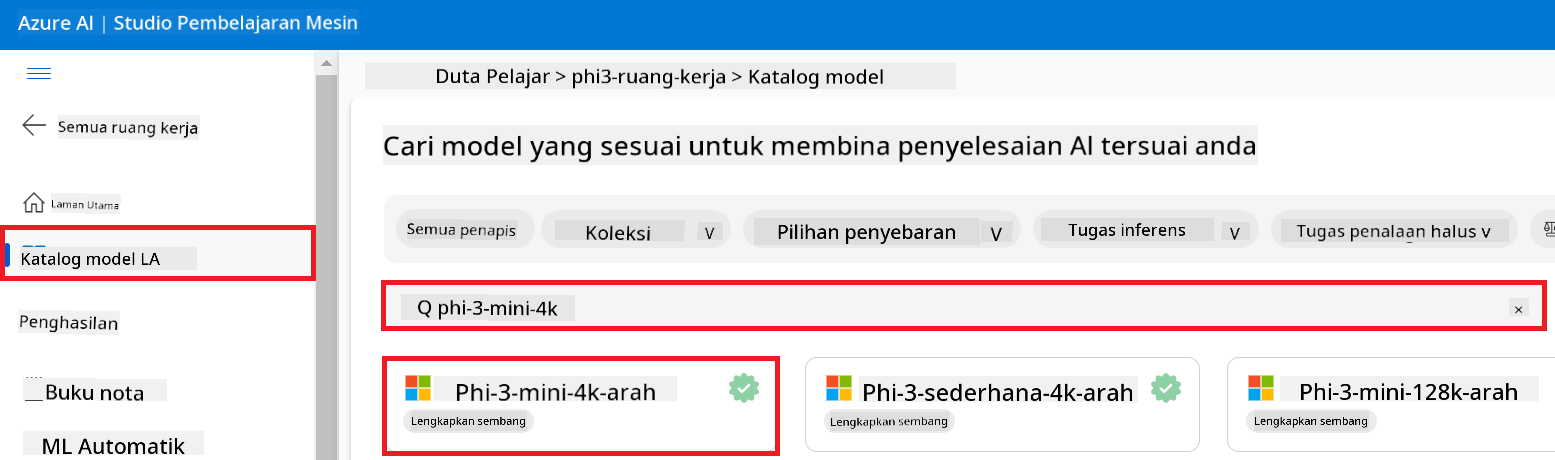 Azure AI | Studio Pembelajaran Mesin
Duta Pelajar > phi3-ruang-kerja > Katalog model
Semua ruang kerja
Laman Utama
Katalog model LA
Penghasilan
Buku nota
ML Automatik
Cari model yang sesuai untuk membina penyelesaian Al tersuai anda
Semua penapis
Koleksi v
Pilihan penyebaran v
Tugas inferens v
Tugas penalaan halus v
Q phi-3-mini-4k ×
Phi-3-mini-4k-arah
Lengkapkan sembang
Phi-3-sederhana-4k-arah
Lengkapkan sembang
Phi-3-mini-128k-arah
Lengkapkan sembang